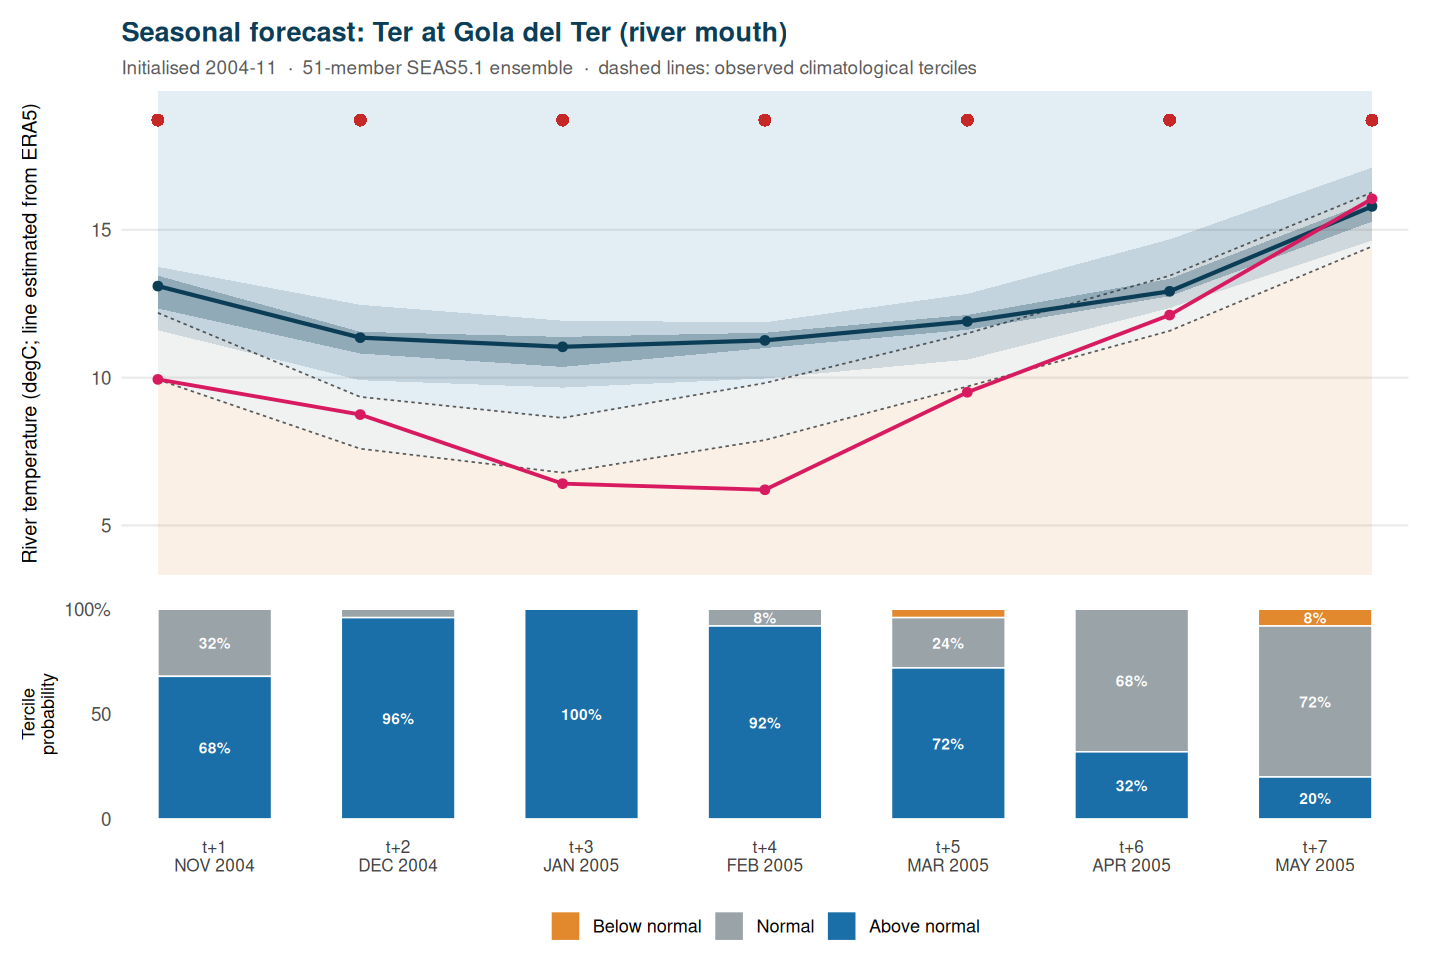 Seasonal forecast: Ter at Gola del Ter (river mouth)
Initialised 2004-11 · 51-member SEAS5.1 ensemble · dashed lines: observed climatological terciles
River temperature (degC; line estimated from ERA5)
15
10
5
Tercile
probability
100%
50
0
32%
68%
96%
100%
8%
92%
24%
72%
68%
32%
8%
72%
20%
t+1
NOV 2004
t+2
DEC 2004
t+3
JAN 2005
t+4
FEB 2005
t+5
MAR 2005
t+6
APR 2005
t+7
MAY 2005
Below normal
Normal
Above normal